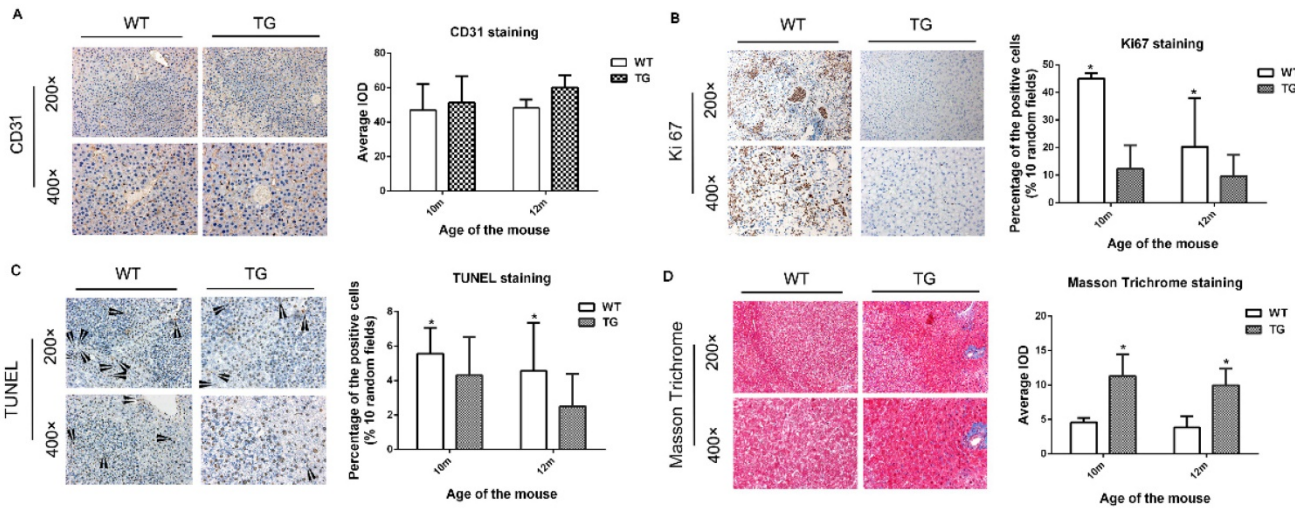 A
WT
TG
CD31
200×
400×
CD31 staining
WT
TG
Average IOD
80
60
40
20
0
10m
12m
Age of the mouse
B
WT
TG
Ki 67
200×
400×
Ki67 staining
WT
TG
Percentage of the positive cells
(% 10 random fields)
50
40
30
20
10
0
*
*
10m
12m
Age of the mouse
C
WT
TG
TUNEL
200×
400×
TUNEL staining
WT
TG
Percentage of the positive cells
(% 10 random fields)
8
6
4
2
0
*
*
10m
12m
Age of the mouse
D
WT
TG
Masson Trichrome
200×
400×
Masson Trichrome staining
WT
TG
Average IOD
20
15
10
5
0
*
*
10m
12m
Age of the mouse